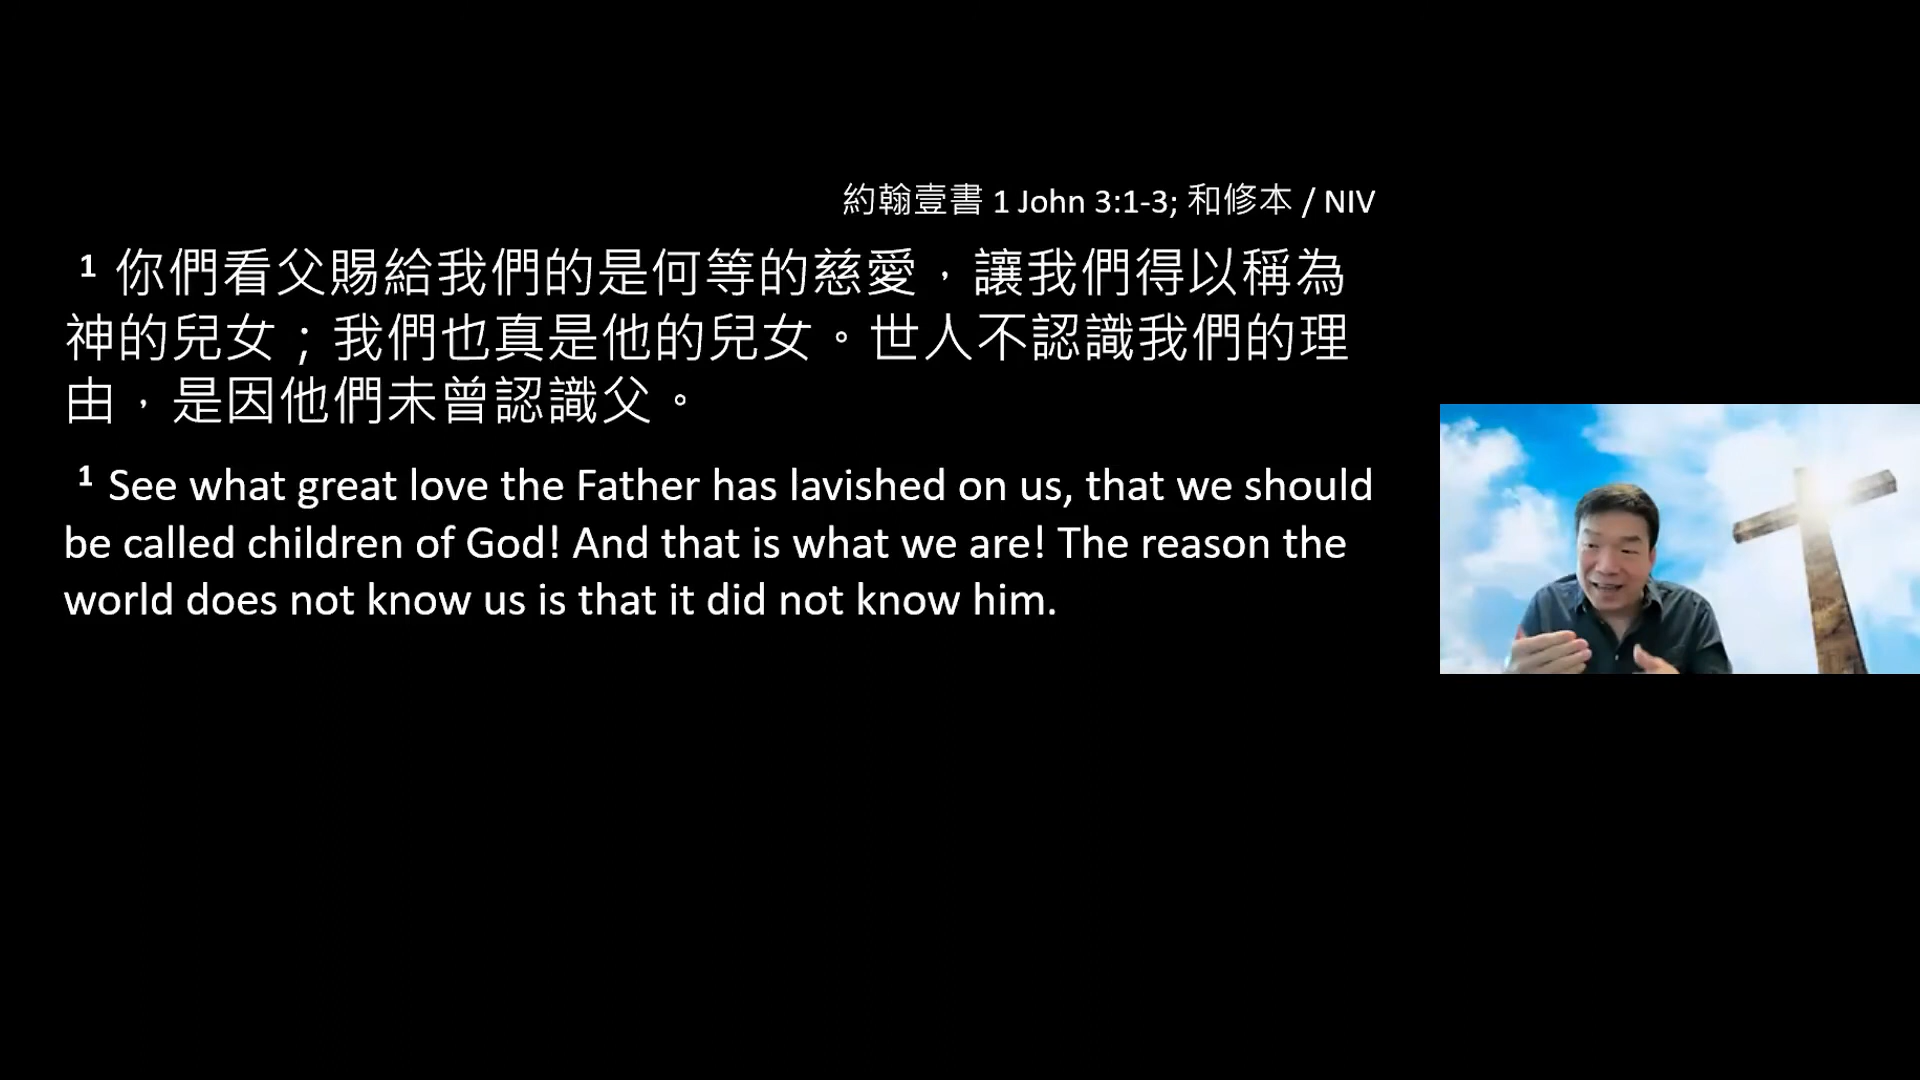 約翰壹書 1 John 3:1-3; 和修本 / NIV
1 你們看父賜給我們的是何等的慈愛，讓我們得以稱為
神的兒女；我們也真是他的兒女。世人不認識我們的理
由，是因他們未曾認識父。
1 See what great love the Father has lavished on us, that we should
be called children of God! And that is what we are! The reason the
world does not know us is that it did not know him.